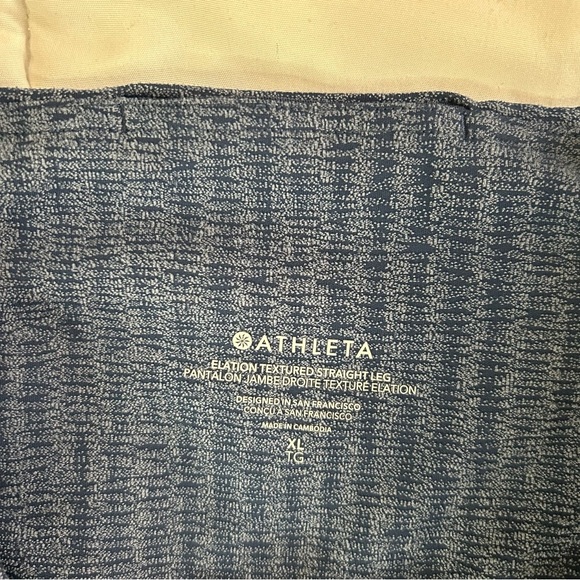 ATHLETA
ELATION TEXTURED STRAIGHT LEG
PANTALON JAMBE DROITE TEXTURE ELATION
DESIGNED IN SAN FRANCISCO
CONÇU À SAN FRANCISCO
MADE IN CAMBODIA
XL
TG